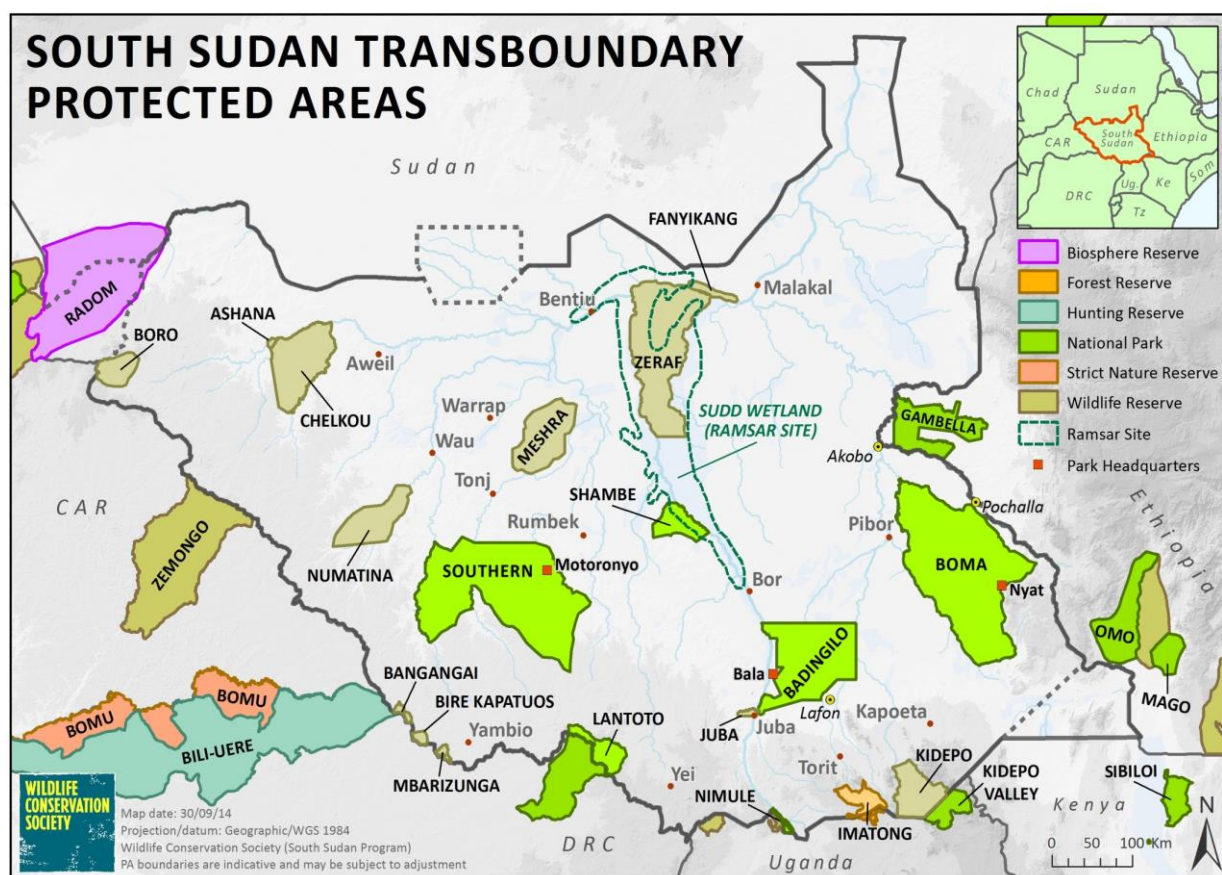 SOUTH SUDAN TRANSBOUNDARY
PROTECTED AREAS
Chad
Sudan
CAR
South
Sudan
Ethiopia
DRC
Ug.
Ke
Som
Tz
Biosphere Reserve
Forest Reserve
Hunting Reserve
National Park
Strict Nature Reserve
Wildlife Reserve
Ramsar Site
Park Headquarters
Sudan
FANYIKANG
RADOM
BORO
ASHANA
CHELKOU
Aweil
Bentiu
Malakal
ZERAF
Warrap
Wau
MESHRA
Tonj
SUDD WETLAND
(RAMSAR SITE)
GAMBELLA
Akobo
Pochalla
Ethiopia
CAR
ZEMONGO
NUMATINA
Rumbek
SHAMBE
Pibor
SOUTHERN
Motoronyo
Bor
BOMA
Nyat
OMO
MAGO
BOMU
BOMU
BILI-UERE
BANGANGAI
BIRE KAPATUOS
MBARIZUNGA
Yambio
LANTOTO
Bala
BADINGILO
JUBA
Juba
Lafon
Kapoeta
Yei
Torit
NIMULE
IMATONG
KIDEPO
KIDEPO
VALLEY
SIBILOI
Kenya
DRC
Uganda
N
0
50
100
Km
WILDLIFE
CONSERVATION
SOCIETY
Map date: 30/09/14
Projection/datum: Geographic/WGS 1984
Wildlife Conservation Society (South Sudan Program)
PA boundaries are indicative and may be subject to adjustment